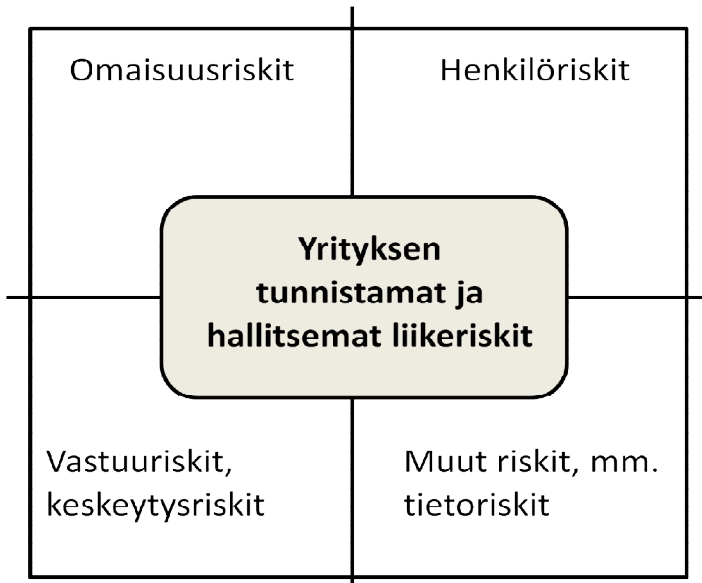 Omaisuusriskit
Henkilöriskit
Yrityksen
tunnistamat ja
hallitsemat liikeriskit
Vastuuriskit,
keskeytysriskit
Muut riskit, mm.
tietoriskit